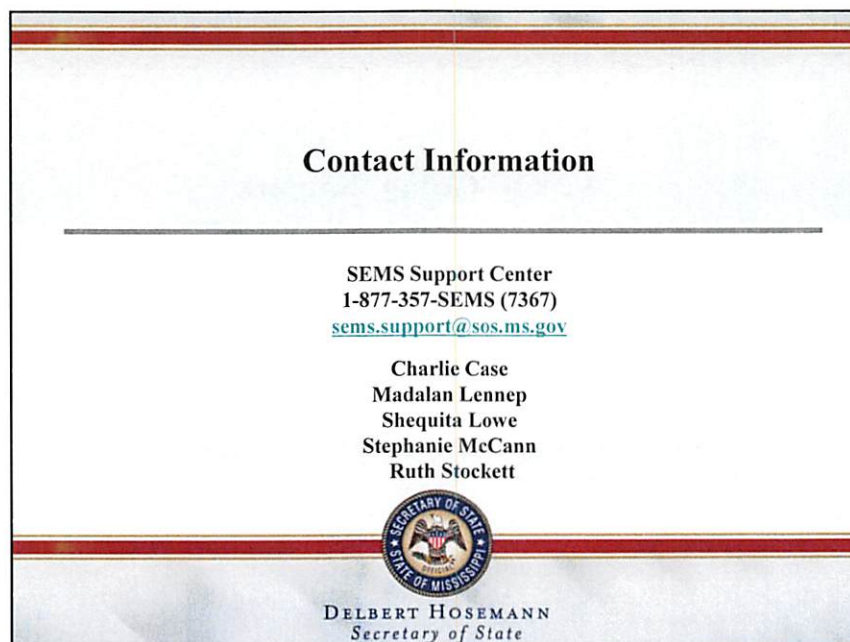 Contact Information
SEMS Support Center
1-877-357-SEMS (7367)
sems.support@sos.ms.gov
Charlie Case
Madalan Lennep
Shequita Lowe
Stephanie McCann
Ruth Stockett
SECRETARY OF STATE
OFFICIAL
STATE OF MISSISSIPPI
DELBERT HOSEMANN
Secretary of State